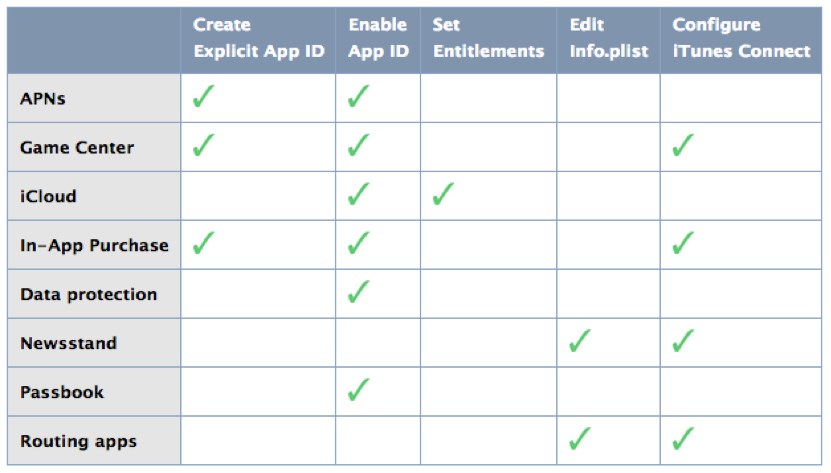 Create Enable Set Edit Configure
Explicit App ID App ID Entitlements Info.plist iTunes Connect
APNs ✓ ✓
Game Center ✓ ✓ ✓
iCloud ✓ ✓
In-App Purchase ✓ ✓ ✓
Data protection ✓
Newsstand ✓ ✓
Passbook ✓
Routing apps ✓ ✓